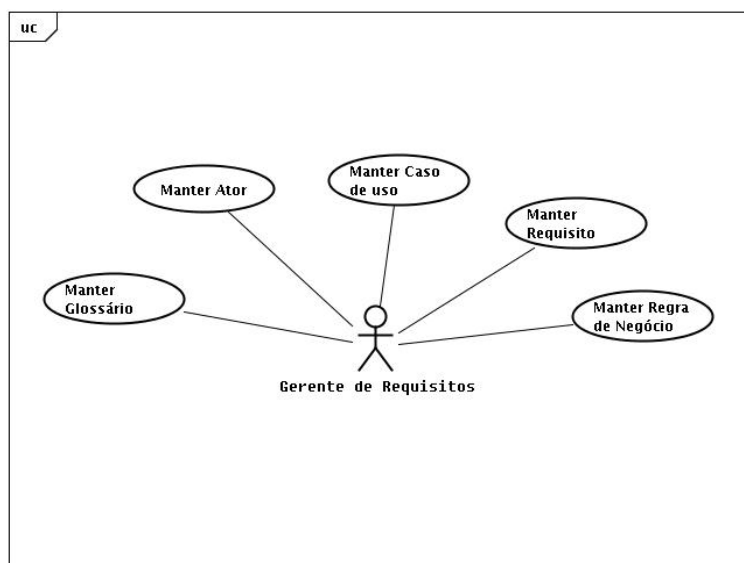 uc
Manter Caso
de uso
Manter Ator
Manter
Requisito
Manter
Glossário
Manter Regra
de Negócio
Gerente de Requisitos